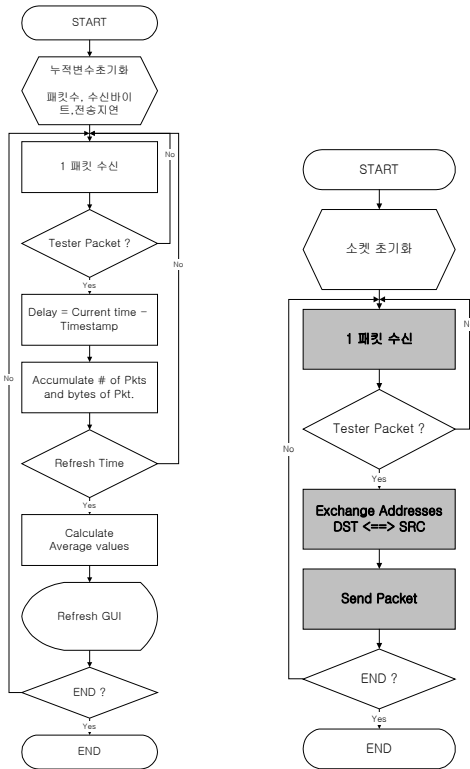 START
누적변수초기화
패킷수, 수신바이
트,전송지연
No
1 패킷 수신
Tester Packet ?
No
Yes
Delay = Current time -
Timestamp
Accumulate # of Pkts
and bytes of Pkt.
No
Refresh Time
Yes
Calculate
Average values
Refresh GUI
END ?
Yes
END
START
소켓 초기화
1 패킷 수신
N
Tester Packet ?
No
Yes
Exchange Addresses
DST <==> SRC
Send Packet
END ?
Yes
END